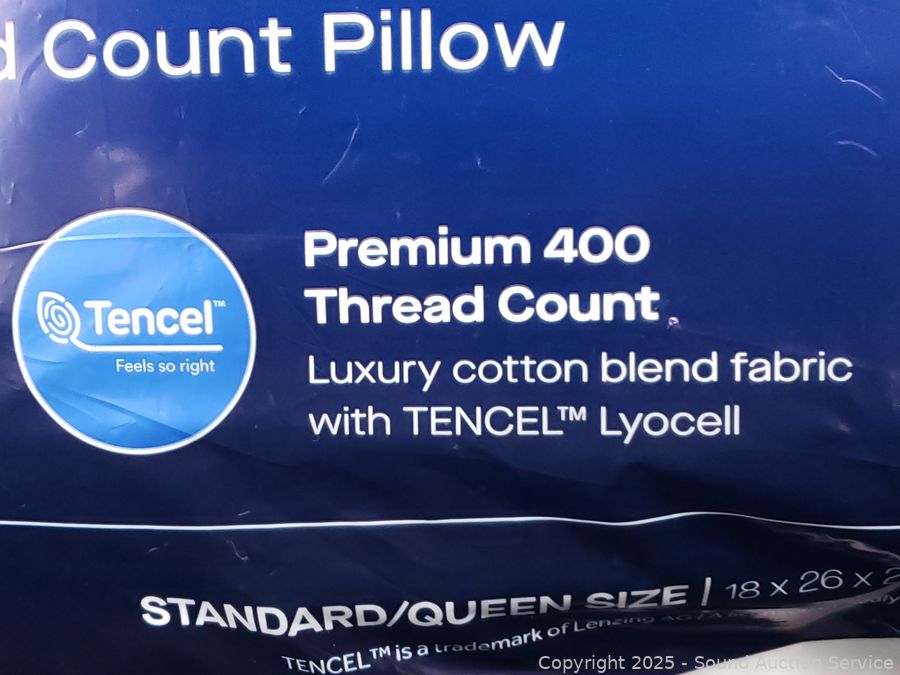 Count Pillow
Premium 400
Thread Count
Tencel™
Feels so right
Luxury cotton blend fabric
with TENCEL™ Lyocell
STANDARD/QUEEN SIZE | 18 x 26 x
TENCEL™ is a trademark of Lenzing AG
Copyright 2025 - Sound Auction Service